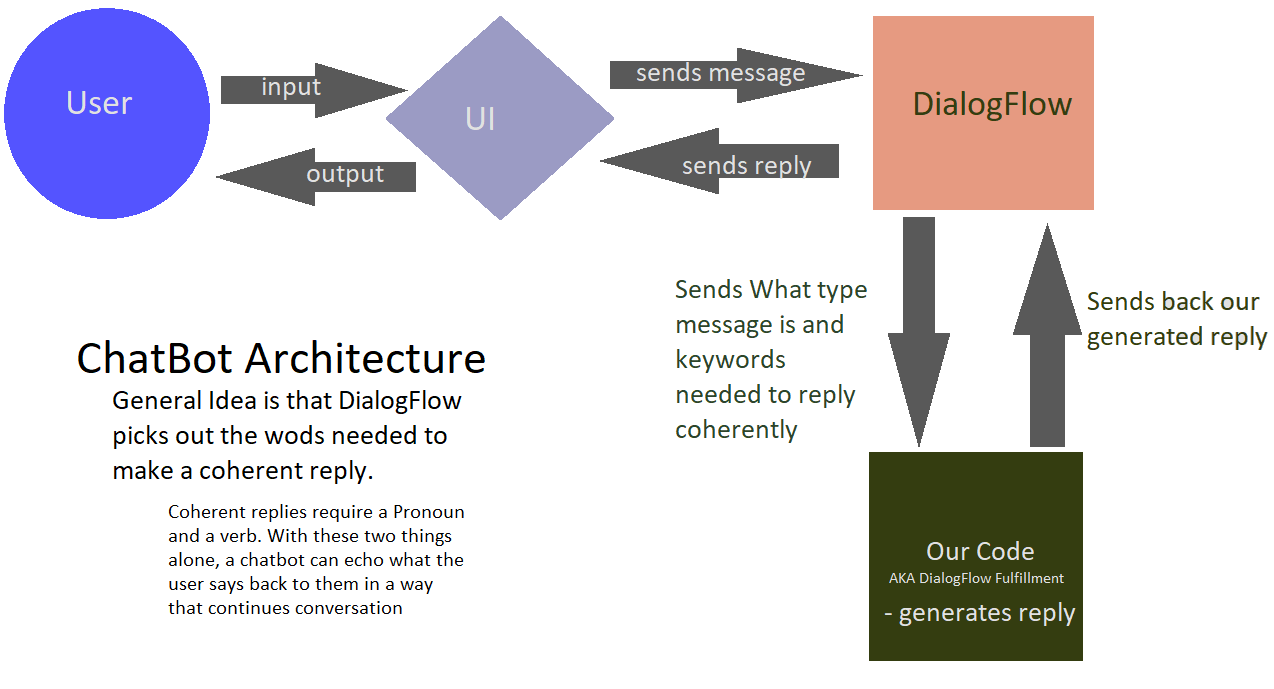 User
input
output
UI
sends message
sends reply
DialogFlow
Sends What type
message is and
keywords
needed to reply
coherently
Sends back our
generated reply
ChatBot Architecture
General Idea is that DialogFlow
picks out the wods needed to
make a coherent reply.
Coherent replies require a Pronoun
and a verb. With these two things
alone, a chatbot can echo what the
user says back to them in a way
that continues conversation
Our Code
AKA DialogFlow Fulfillment
- generates reply